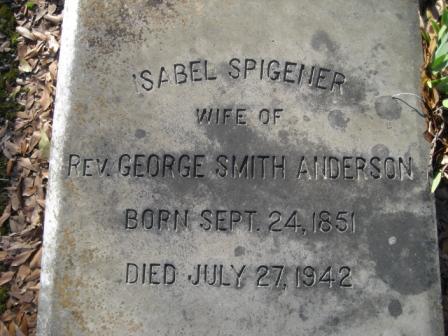 ISABEL SPIGENER
WIFE OF
REV. GEORGE SMITH ANDERSON
BORN SEPT. 24, 1851
DIED JULY 27, 1942